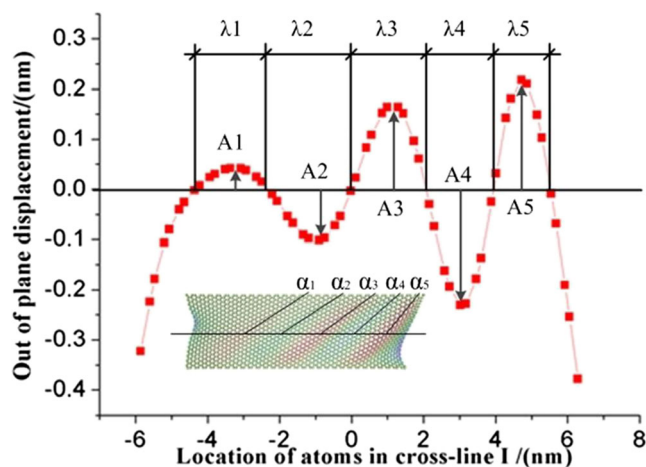 λ1 λ2 λ3 λ4 λ5
0.3
0.2
0.1
0.0
-0.1
-0.2
-0.3
-0.4
Out of plane displacement/(nm)
A1
A2
A3
A4
A5
α1 α2 α3 α4 α5
-6 -4 -2 0 2 4 6 8
Location of atoms in cross-line I /(nm)